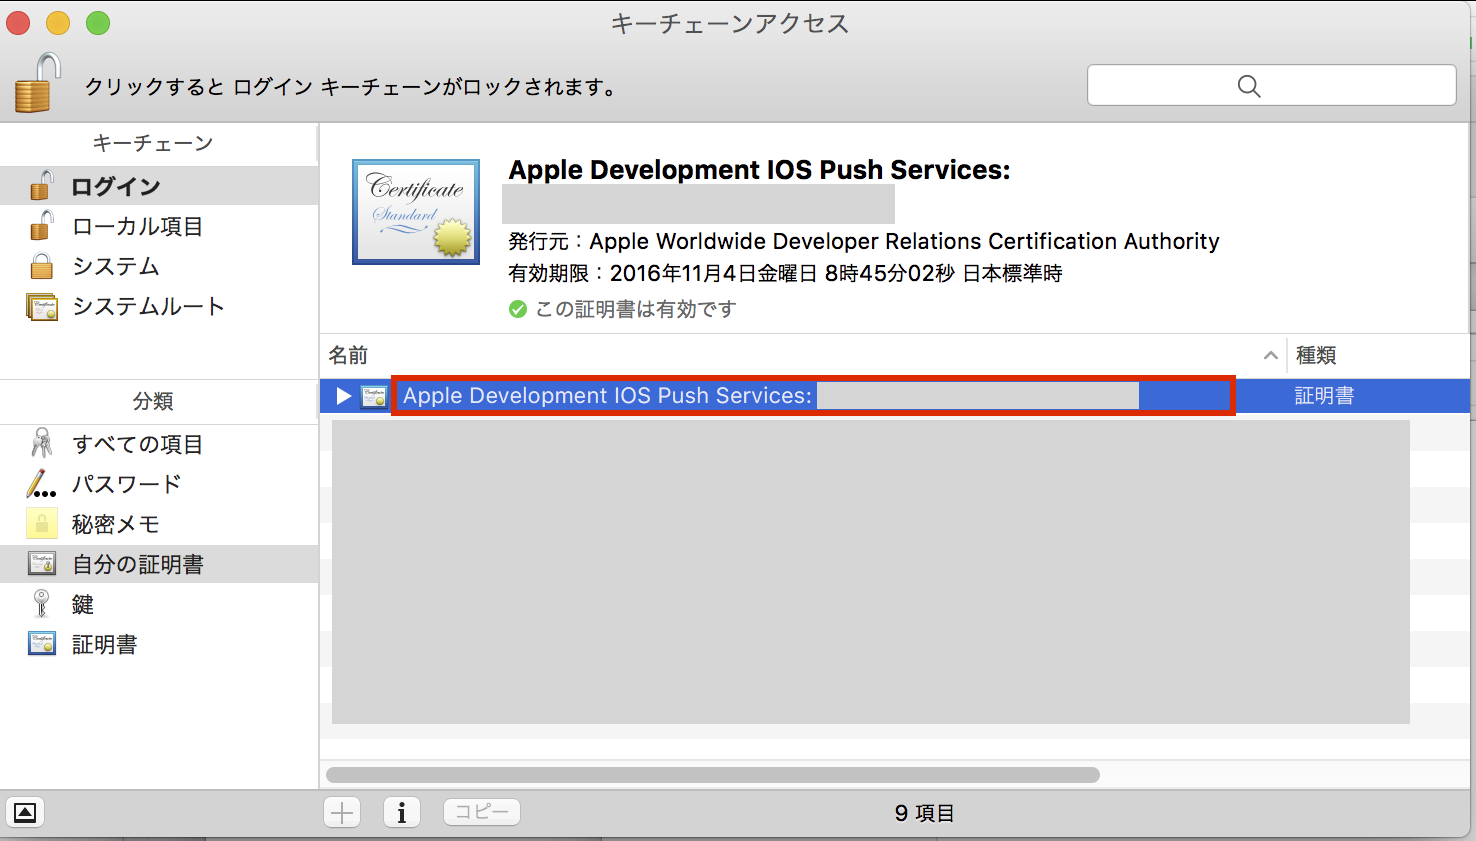 キーチェーンアクセス
クリックすると ログイン キーチェーンがロックされます。
キーチェーン
ログイン
ローカル項目
システム
システムルート
分類
すべての項目
パスワード
秘密メモ
自分の証明書
鍵
証明書
Certificate
Standard
Apple Development IOS Push Services:
発行元：Apple Worldwide Developer Relations Certification Authority
有効期限：2016年11月4日金曜日 8時45分02秒 日本標準時
この証明書は有効です
名前
種類
Apple Development IOS Push Services:
証明書
コピー
9 項目